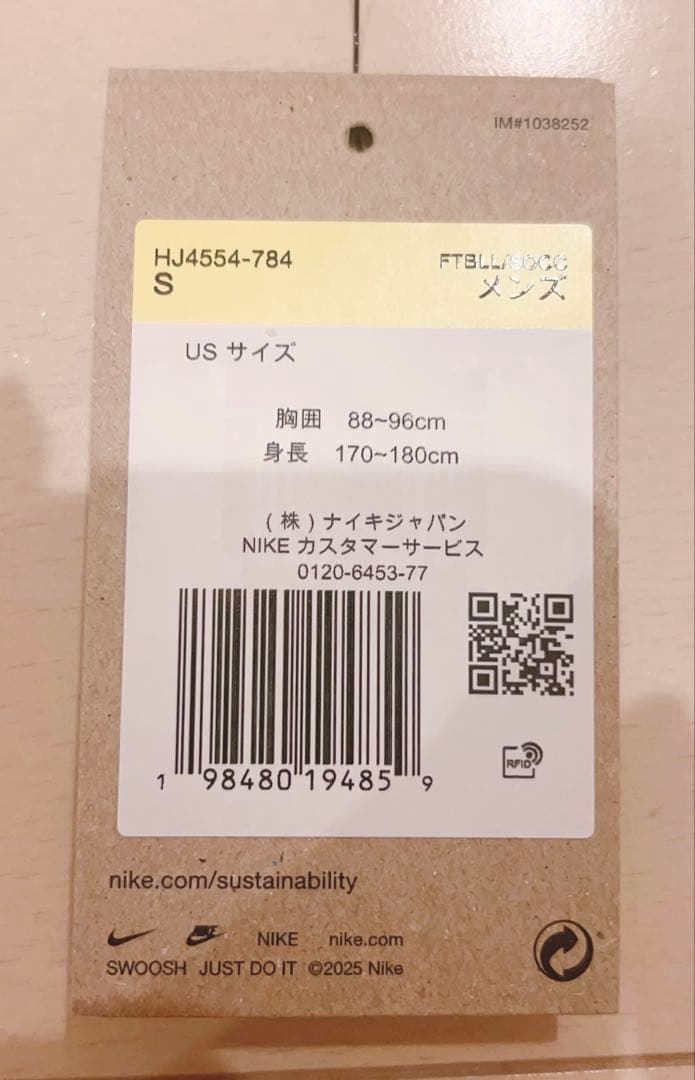 IM#1038252
HJ4554-784
S
FTBLL/SOCC
メンズ
US サイズ
胸囲 88~96cm
身長 170~180cm
(株)ナイキジャパン
NIKE カスタマーサービス
0120-6453-77
1 98480 19485 9
RFID
nike.com/sustainability
NIKE NIKE nike.com
SWOOSH JUST DO IT ©2025 Nike